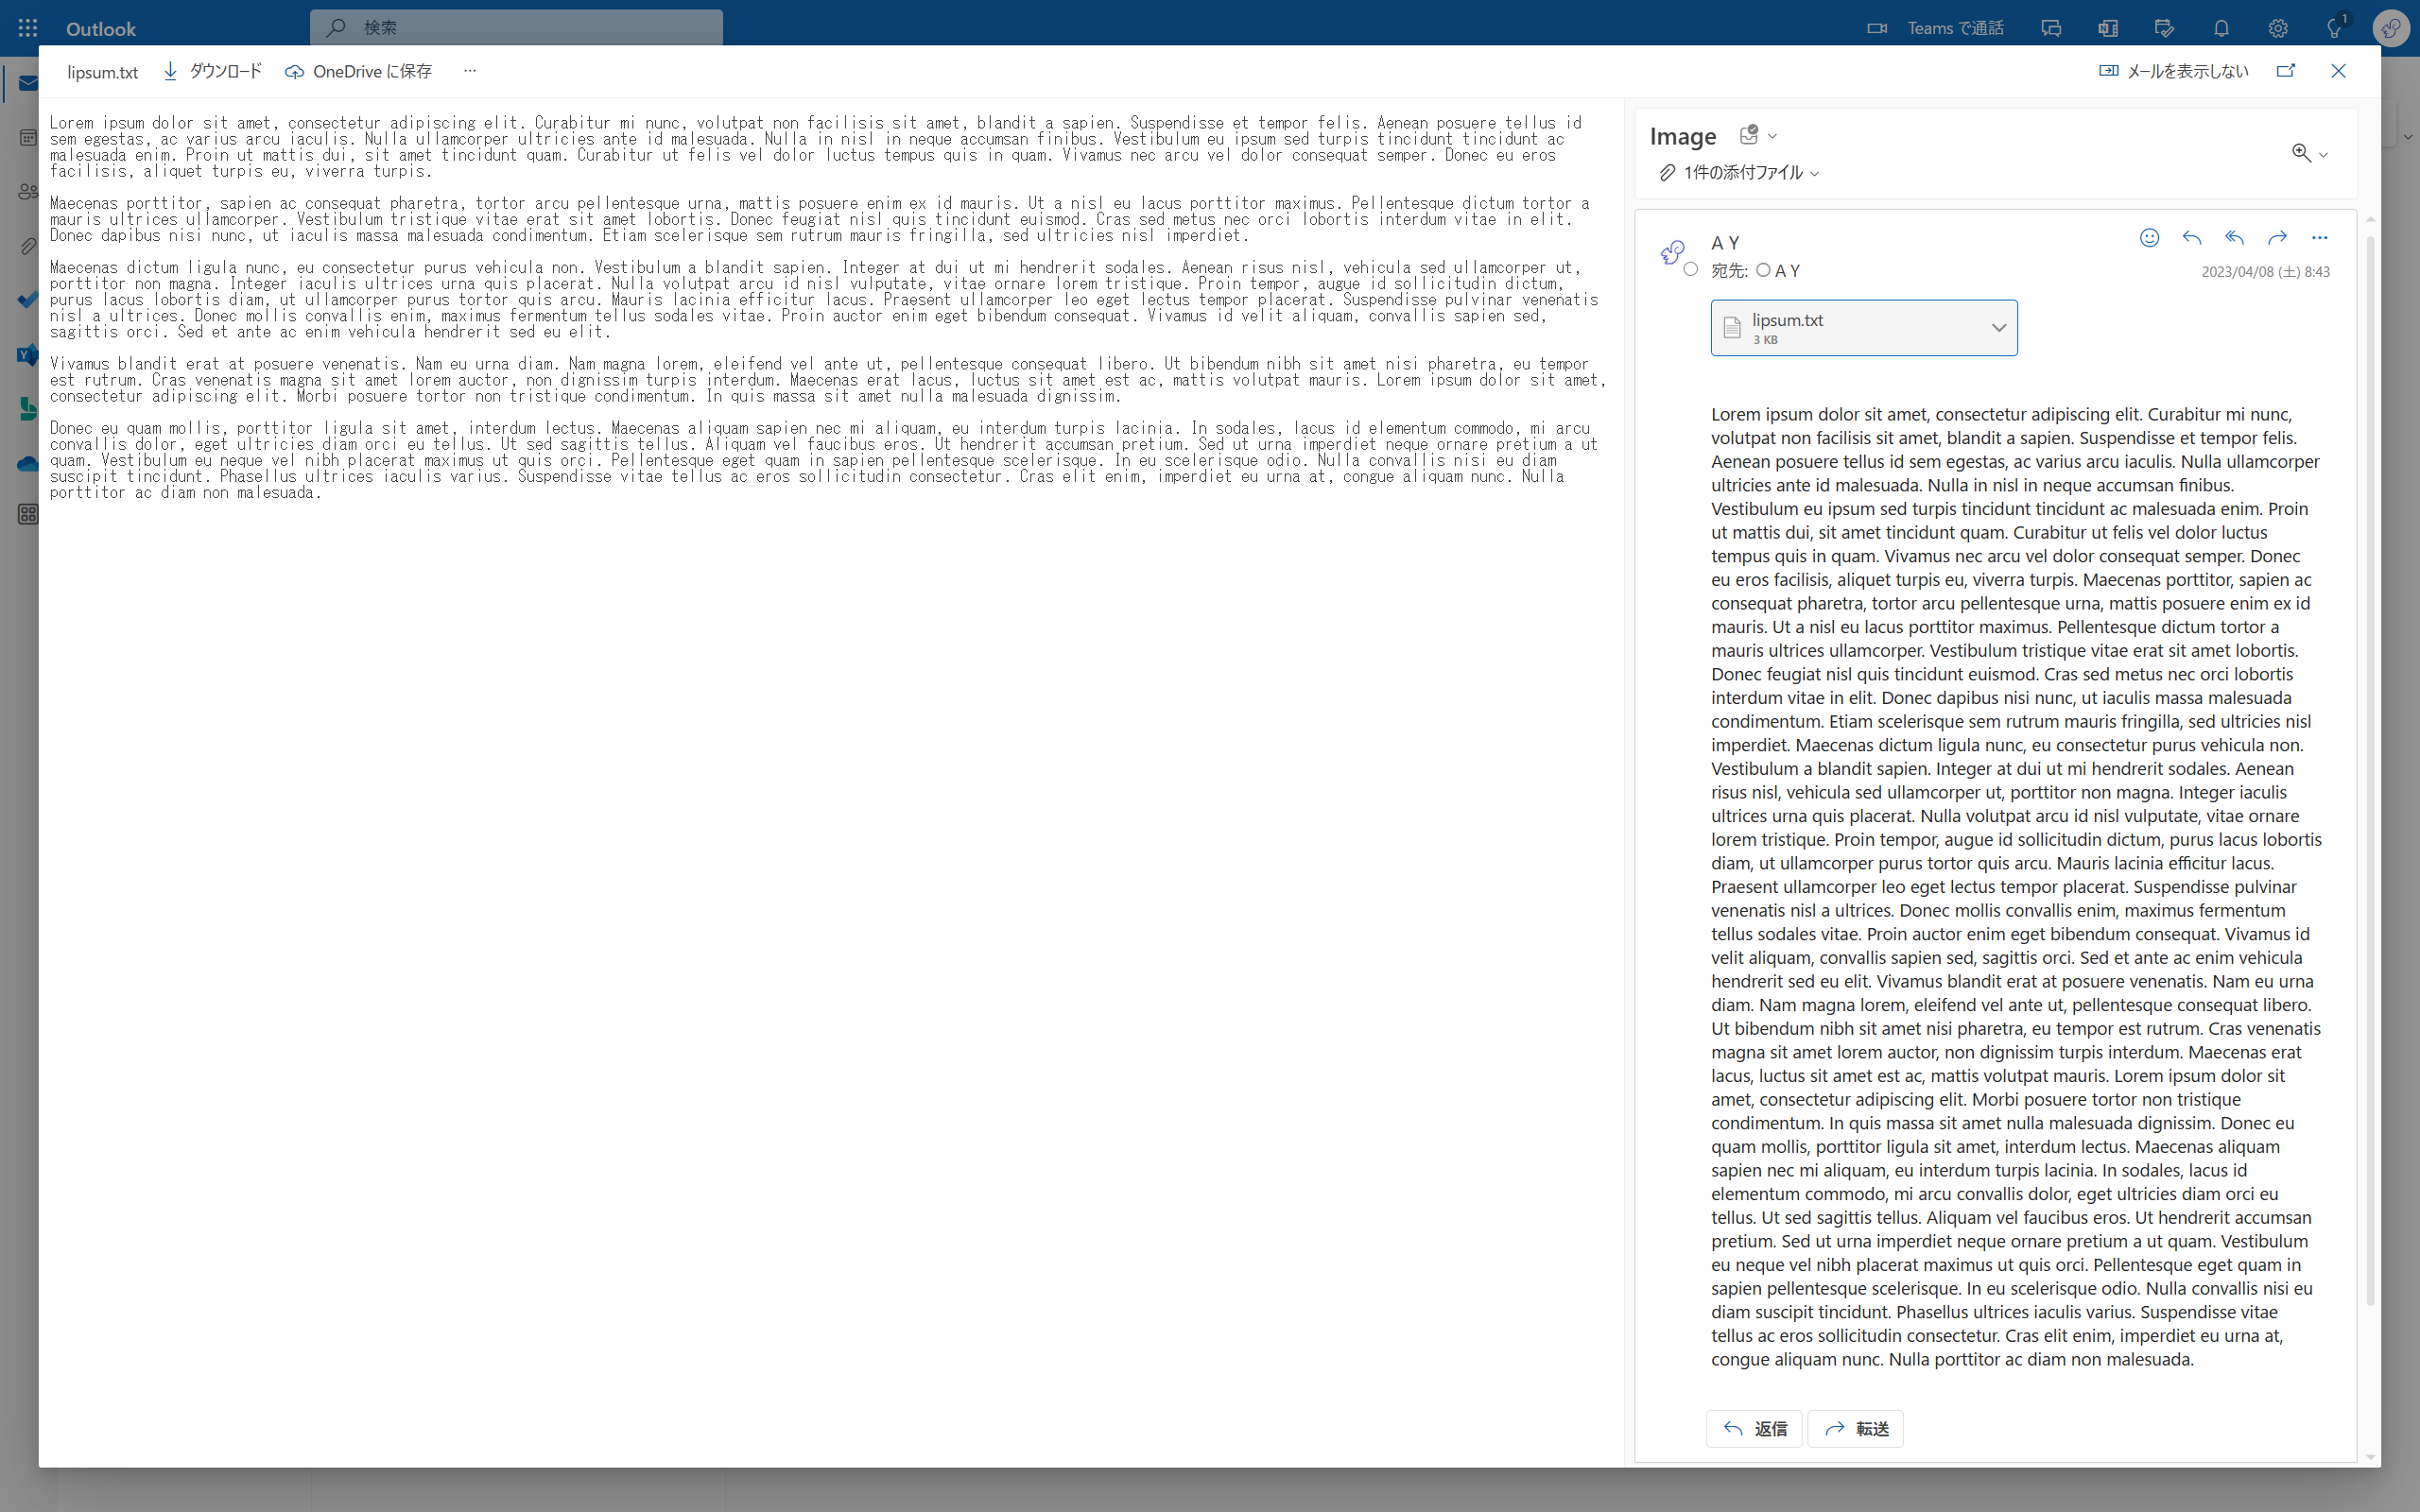 Outlook
検索
Teams で通話
1
lipsum.txt
ダウンロード
OneDrive に保存
メールを表示しない
Lorem ipsum dolor sit amet, consectetur adipiscing elit. Curabitur mi nunc, volutpat non facilisis sit amet, blandit a sapien. Suspendisse et tempor felis. Aenean posuere tellus id
sem egestas, ac varius arcu iaculis. Nulla ullamcorper ultricies ante id malesuada. Nulla in nisl in neque accumsan finibus. Vestibulum eu ipsum sed turpis tincidunt tincidunt ac
malesuada enim. Proin ut mattis dui, sit amet tincidunt quam. Curabitur ut felis vel dolor luctus tempus quis in quam. Vivamus nec arcu vel dolor consequat semper. Donec eu eros
facilisis, aliquet turpis eu, viverra turpis.
Maecenas porttitor, sapien ac consequat pharetra, tortor arcu pellentesque urna, mattis posuere enim ex id mauris. Ut a nisl eu lacus porttitor maximus. Pellentesque dictum tortor a
mauris ultrices ullamcorper. Vestibulum tristique vitae erat sit amet lobortis. Donec feugiat nisl quis tincidunt euismod. Cras sed metus nec orci lobortis interdum vitae in elit.
Donec dapibus nisi nunc, ut iaculis massa malesuada condimentum. Etiam scelerisque sem rutrum mauris fringilla, sed ultricies nisl imperdiet.
Maecenas dictum ligula nunc, eu consectetur purus vehicula non. Vestibulum a blandit sapien. Integer at dui ut mi hendrerit sodales. Aenean risus nisl, vehicula sed ullamcorper ut,
porttitor non magna. Integer iaculis ultrices urna quis placerat. Nulla volutpat arcu id nisl vulputate, vitae ornare lorem tristique. Proin tempor, augue id sollicitudin dictum,
purus lacus lobortis diam, ut ullamcorper purus tortor quis arcu. Mauris lacinia efficitur lacus. Praesent ullamcorper leo eget lectus tempor placerat. Suspendisse pulvinar venenatis
nisl a ultrices. Donec mollis convallis enim, maximus fermentum tellus sodales vitae. Proin auctor enim eget bibendum consequat. Vivamus id velit aliquam, convallis sapien sed,
sagittis orci. Sed et ante ac enim vehicula hendrerit sed eu elit.
Vivamus blandit erat at posuere venenatis. Nam eu urna diam. Nam magna lorem, eleifend vel ante ut, pellentesque consequat libero. Ut bibendum nibh sit amet nisi pharetra, eu tempor
est rutrum. Cras venenatis magna sit amet lorem auctor, non dignissim turpis interdum. Maecenas erat lacus, luctus sit amet est ac, mattis volutpat mauris. Lorem ipsum dolor sit amet,
consectetur adipiscing elit. Morbi posuere tortor non tristique condimentum. In quis massa sit amet nulla malesuada dignissim.
Donec eu quam mollis, porttitor ligula sit amet, interdum lectus. Maecenas aliquam sapien nec mi aliquam, eu interdum turpis lacinia. In sodales, lacus id elementum commodo, mi arcu
convallis dolor, eget ultricies diam orci eu tellus. Ut sed sagittis tellus. Aliquam vel faucibus eros. Ut hendrerit accumsan pretium. Sed ut urna imperdiet neque ornare pretium a ut
quam. Vestibulum eu neque vel nibh placerat maximus ut quis orci. Pellentesque eget quam in sapien pellentesque scelerisque. In eu scelerisque odio. Nulla convallis nisi eu diam
suscipit tincidunt. Phasellus ultrices iaculis varius. Suspendisse vitae tellus ac eros sollicitudin consectetur. Cras elit enim, imperdiet eu urna at, congue aliquam nunc. Nulla
porttitor ac diam non malesuada.
Image
1件の添付ファイル
A Y
宛先: A Y
2023/04/08 (土) 8:43
lipsum.txt
3 KB
Lorem ipsum dolor sit amet, consectetur adipiscing elit. Curabitur mi nunc,
volutpat non facilisis sit amet, blandit a sapien. Suspendisse et tempor felis.
Aenean posuere tellus id sem egestas, ac varius arcu iaculis. Nulla ullamcorper
ultricies ante id malesuada. Nulla in nisl in neque accumsan finibus.
Vestibulum eu ipsum sed turpis tincidunt tincidunt ac malesuada enim. Proin
ut mattis dui, sit amet tincidunt quam. Curabitur ut felis vel dolor luctus
tempus quis in quam. Vivamus nec arcu vel dolor consequat semper. Donec
eu eros facilisis, aliquet turpis eu, viverra turpis. Maecenas porttitor, sapien ac
consequat pharetra, tortor arcu pellentesque urna, mattis posuere enim ex id
mauris. Ut a nisl eu lacus porttitor maximus. Pellentesque dictum tortor a
mauris ultrices ullamcorper. Vestibulum tristique vitae erat sit amet lobortis.
Donec feugiat nisl quis tincidunt euismod. Cras sed metus nec orci lobortis
interdum vitae in elit. Donec dapibus nisi nunc, ut iaculis massa malesuada
condimentum. Etiam scelerisque sem rutrum mauris fringilla, sed ultricies nisl
imperdiet. Maecenas dictum ligula nunc, eu consectetur purus vehicula non.
Vestibulum a blandit sapien. Integer at dui ut mi hendrerit sodales. Aenean
risus nisl, vehicula sed ullamcorper ut, porttitor non magna. Integer iaculis
ultrices urna quis placerat. Nulla volutpat arcu id nisl vulputate, vitae ornare
lorem tristique. Proin tempor, augue id sollicitudin dictum, purus lacus lobortis
diam, ut ullamcorper purus tortor quis arcu. Mauris lacinia efficitur lacus.
Praesent ullamcorper leo eget lectus tempor placerat. Suspendisse pulvinar
venenatis nisl a ultrices. Donec mollis convallis enim, maximus fermentum
tellus sodales vitae. Proin auctor enim eget bibendum consequat. Vivamus id
velit aliquam, convallis sapien sed, sagittis orci. Sed et ante ac enim vehicula
hendrerit sed eu elit. Vivamus blandit erat at posuere venenatis. Nam eu urna
diam. Nam magna lorem, eleifend vel ante ut, pellentesque consequat libero.
Ut bibendum nibh sit amet nisi pharetra, eu tempor est rutrum. Cras venenatis
magna sit amet lorem auctor, non dignissim turpis interdum. Maecenas erat
lacus, luctus sit amet est ac, mattis volutpat mauris. Lorem ipsum dolor sit
amet, consectetur adipiscing elit. Morbi posuere tortor non tristique
condimentum. In quis massa sit amet nulla malesuada dignissim. Donec eu
quam mollis, porttitor ligula sit amet, interdum lectus. Maecenas aliquam
sapien nec mi aliquam, eu interdum turpis lacinia. In sodales, lacus id
elementum commodo, mi arcu convallis dolor, eget ultricies diam orci eu
tellus. Ut sed sagittis tellus. Aliquam vel faucibus eros. Ut hendrerit accumsan
pretium. Sed ut urna imperdiet neque ornare pretium a ut quam. Vestibulum
eu neque vel nibh placerat maximus ut quis orci. Pellentesque eget quam in
sapien pellentesque scelerisque. In eu scelerisque odio. Nulla convallis nisi eu
diam suscipit tincidunt. Phasellus ultrices iaculis varius. Suspendisse vitae
tellus ac eros sollicitudin consectetur. Cras elit enim, imperdiet eu urna at,
congue aliquam nunc. Nulla porttitor ac diam non malesuada.
返信
転送